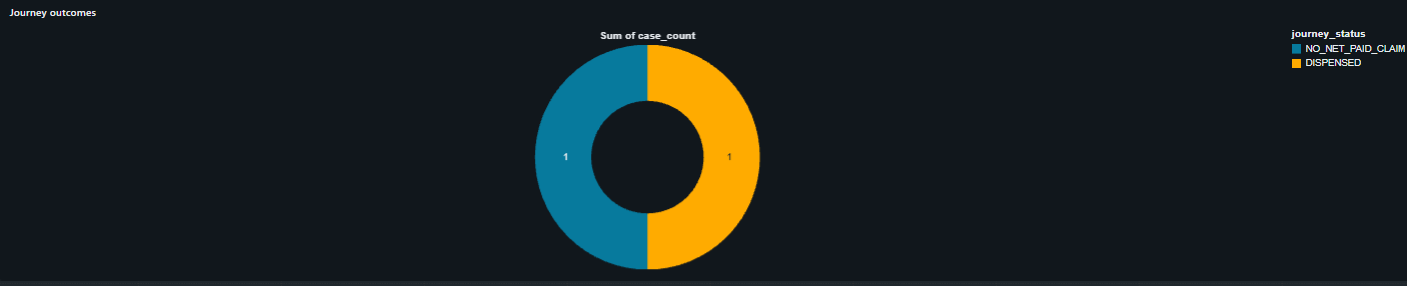 Journey outcomes
Sum of case_count
journey_status
NO_NET_PAID_CLAIM
DISPENSED
1
1